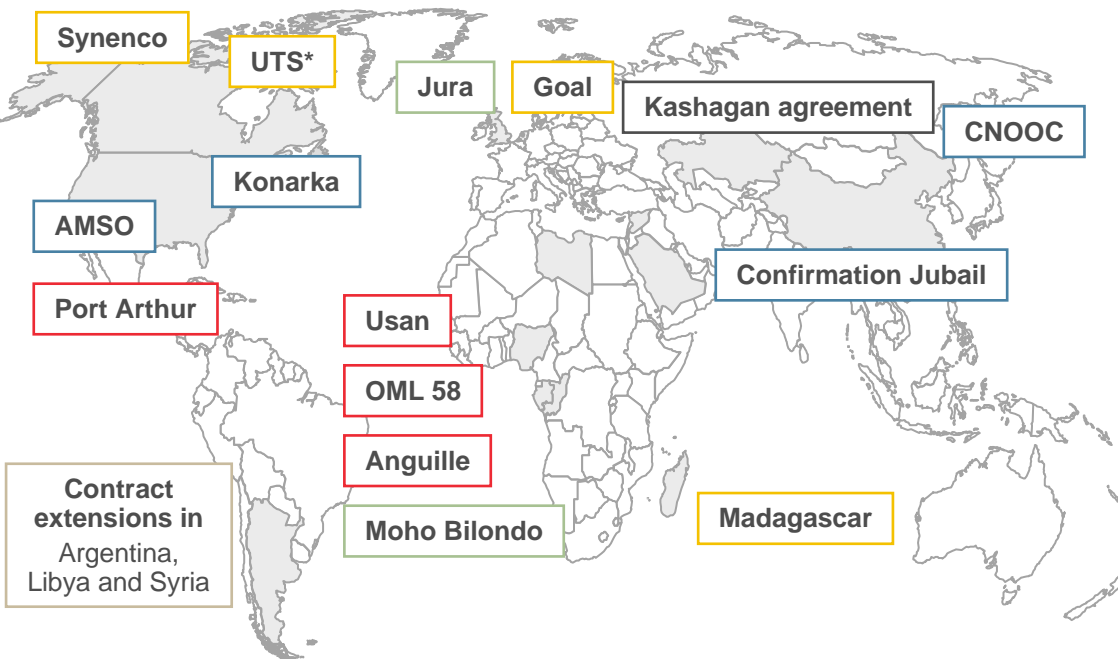 Synenco
UTS*
Jura
Goal
Kashagan agreement
CNOOC
Konarka
AMSO
Confirmation Jubail
Port Arthur
Usan
OML 58
Anguille
Contract
extensions in
Argentina,
Libya and Syria
Moho Bilondo
Madagascar